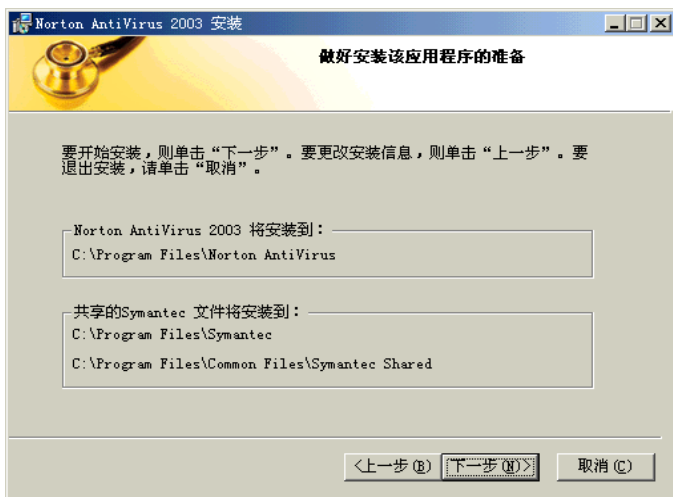 Norton AntiVirus 2003 安装
做好安装该应用程序的准备
要开始安装，则单击“下一步”。要更改安装信息，则单击“上一步”。要
退出安装，请单击“取消”。
Norton AntiVirus 2003 将安装到：
C:\Program Files\Norton AntiVirus
共享的Symantec 文件将安装到：
C:\Program Files\Symantec
C:\Program Files\Common Files\Symantec Shared
<上一步(B) 下一步(N)> 取消(C)